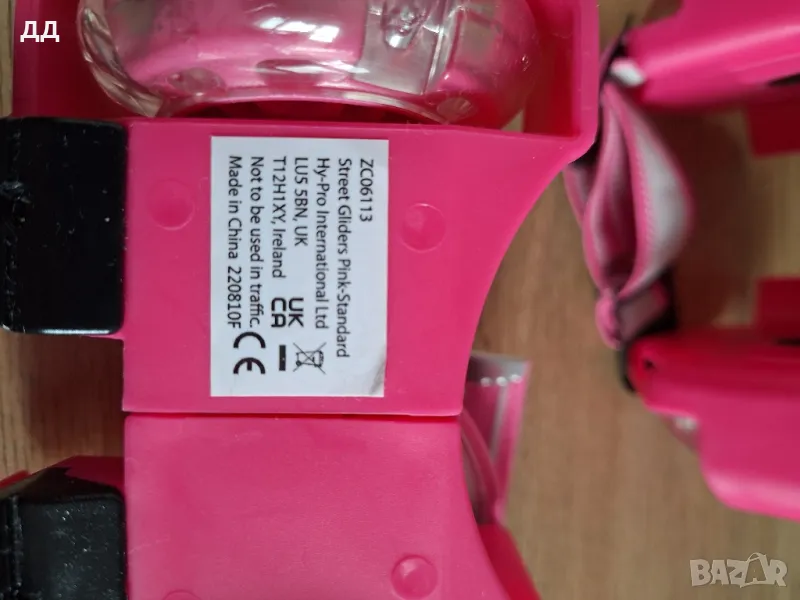 ДД
ZC06113
Street Gliders Pink-Standard
Hy-Pro International Ltd
LU5 5BN, UK
T12H1XY, Ireland
Not to be used in traffic.
Made in China 220810F
UK
CA
CE
BAZAR